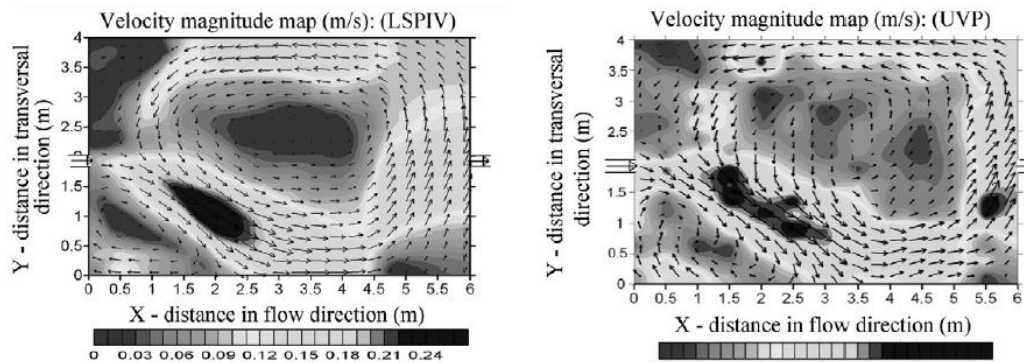 Velocity magnitude map (m/s): (LSPIV)
4
3.5
3
2.5
2
1.5
1
0.5
0
Y - distance in transversal
direction (m)
0 0.5 1 1.5 2 2.5 3 3.5 4 4.5 5 5.5 6
X - distance in flow direction (m)
0 0.03 0.06 0.09 0.12 0.15 0.18 0.21 0.24
Velocity magnitude map (m/s): (UVP)
4
3.5
3
2.5
2
1.5
1
0.5
0
Y - distance in transversal
direction (m)
0 0.5 1 1.5 2 2.5 3 3.5 4 4.5 5 5.5 6
X - distance in flow direction (m)